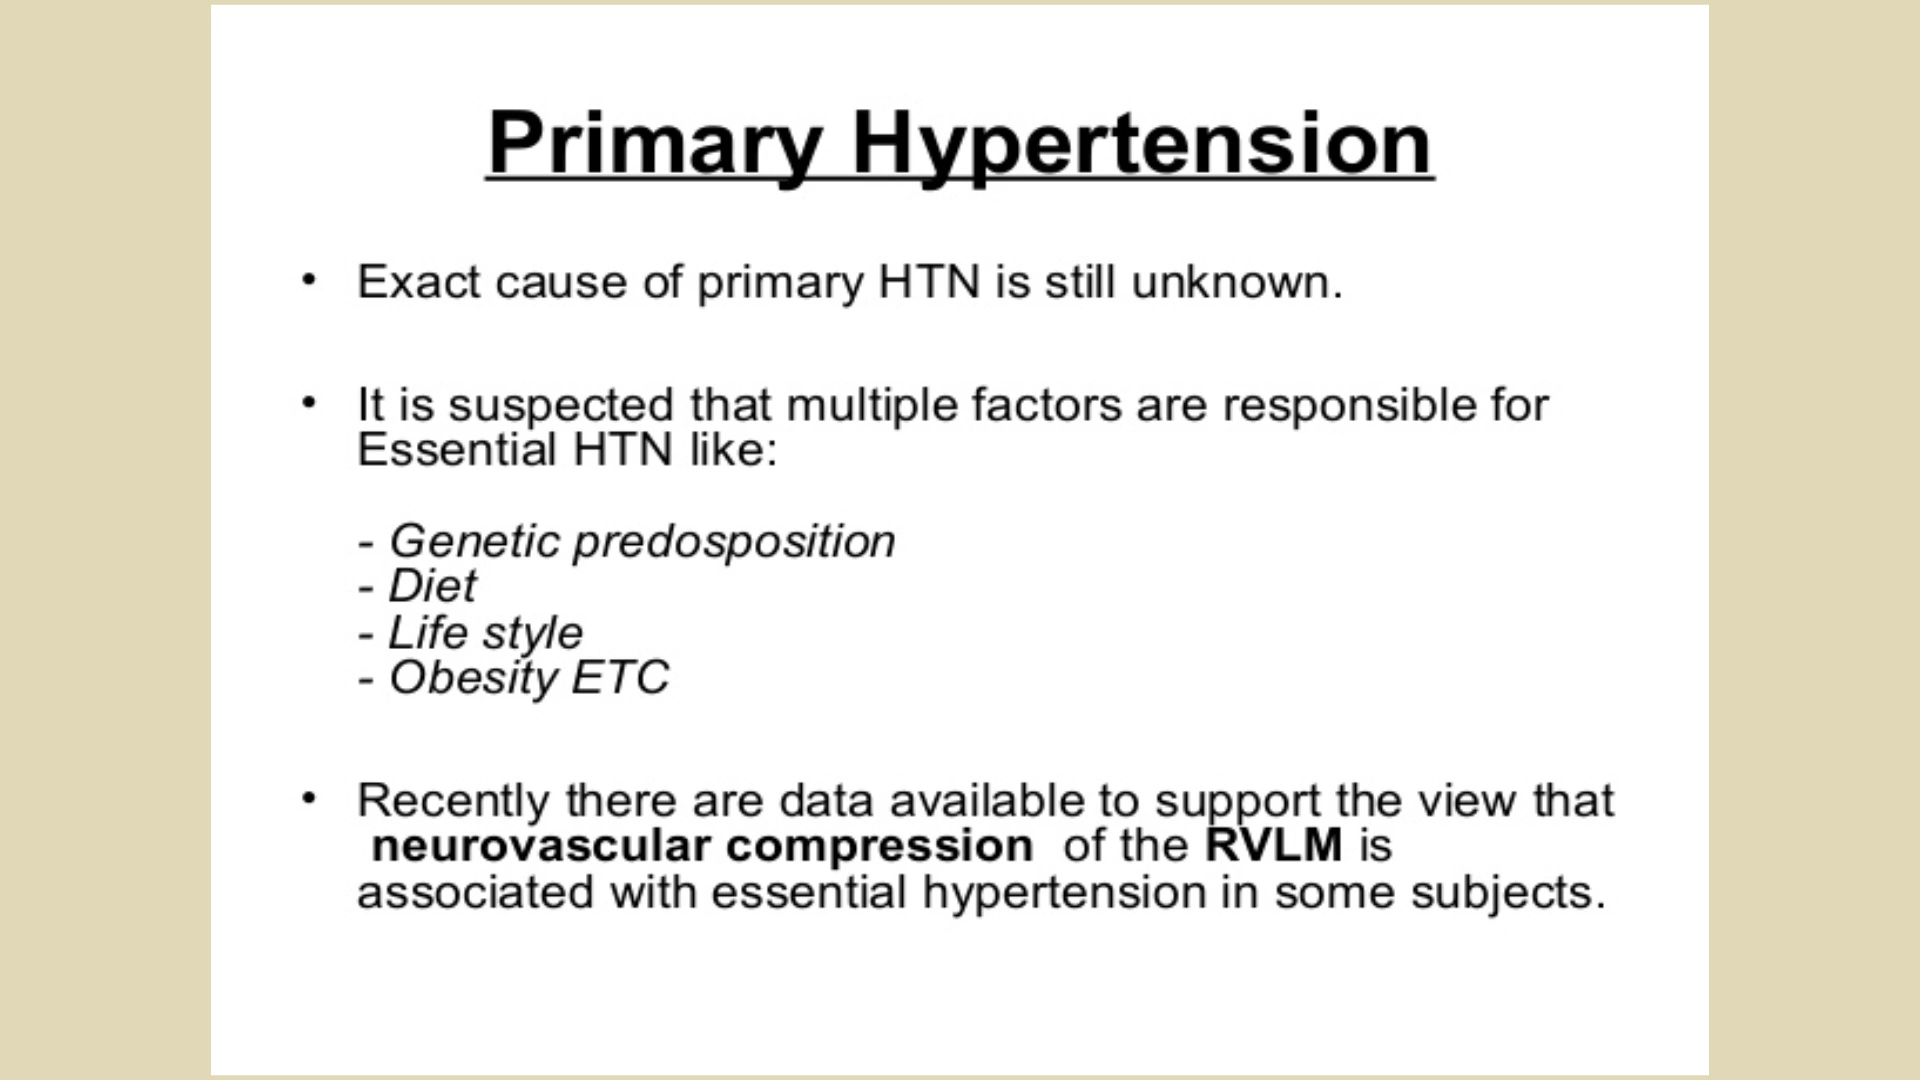 Primary Hypertension
• Exact cause of primary HTN is still unknown.
• It is suspected that multiple factors are responsible for
Essential HTN like:
- Genetic predosposition
- Diet
- Life style
- Obesity ETC
• Recently there are data available to support the view that
neurovascular compression of the RVLM is
associated with essential hypertension in some subjects.